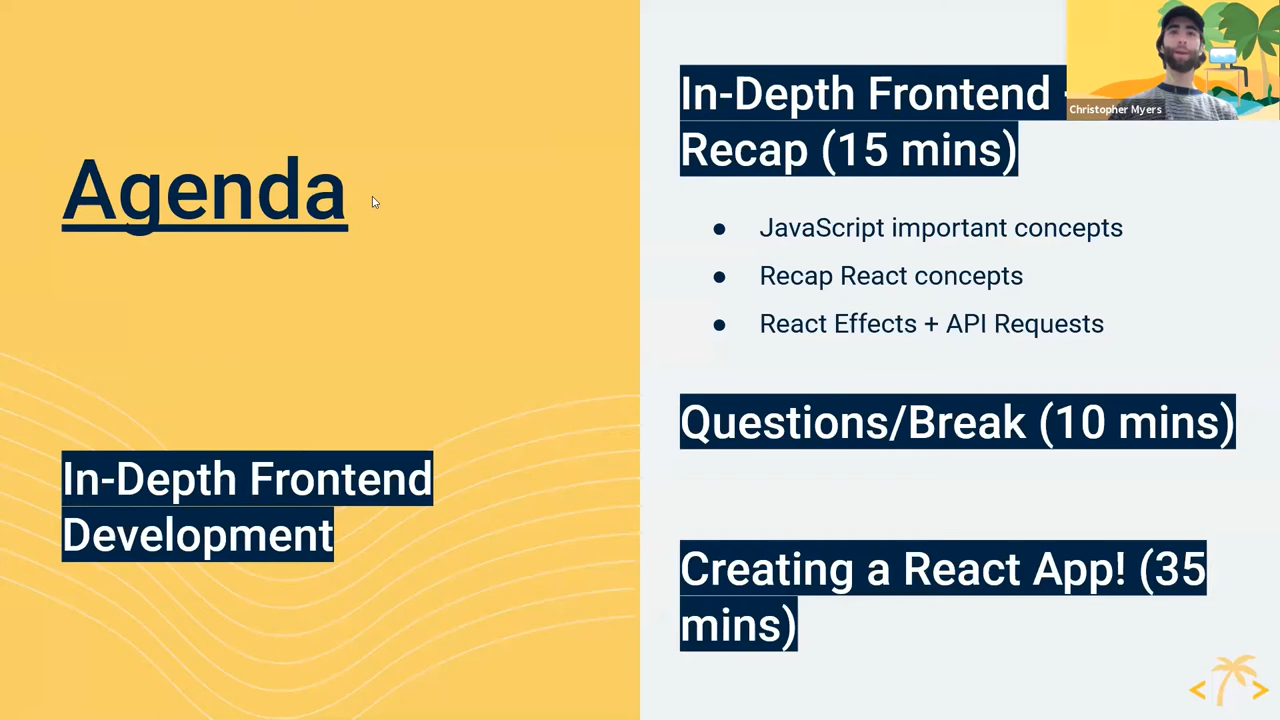 Agenda
In-Depth Frontend
Development
In-Depth Frontend
Recap (15 mins)
● JavaScript important concepts
● Recap React concepts
● React Effects + API Requests
Questions/Break (10 mins)
Creating a React App! (35
mins)
Christopher Myers
< >